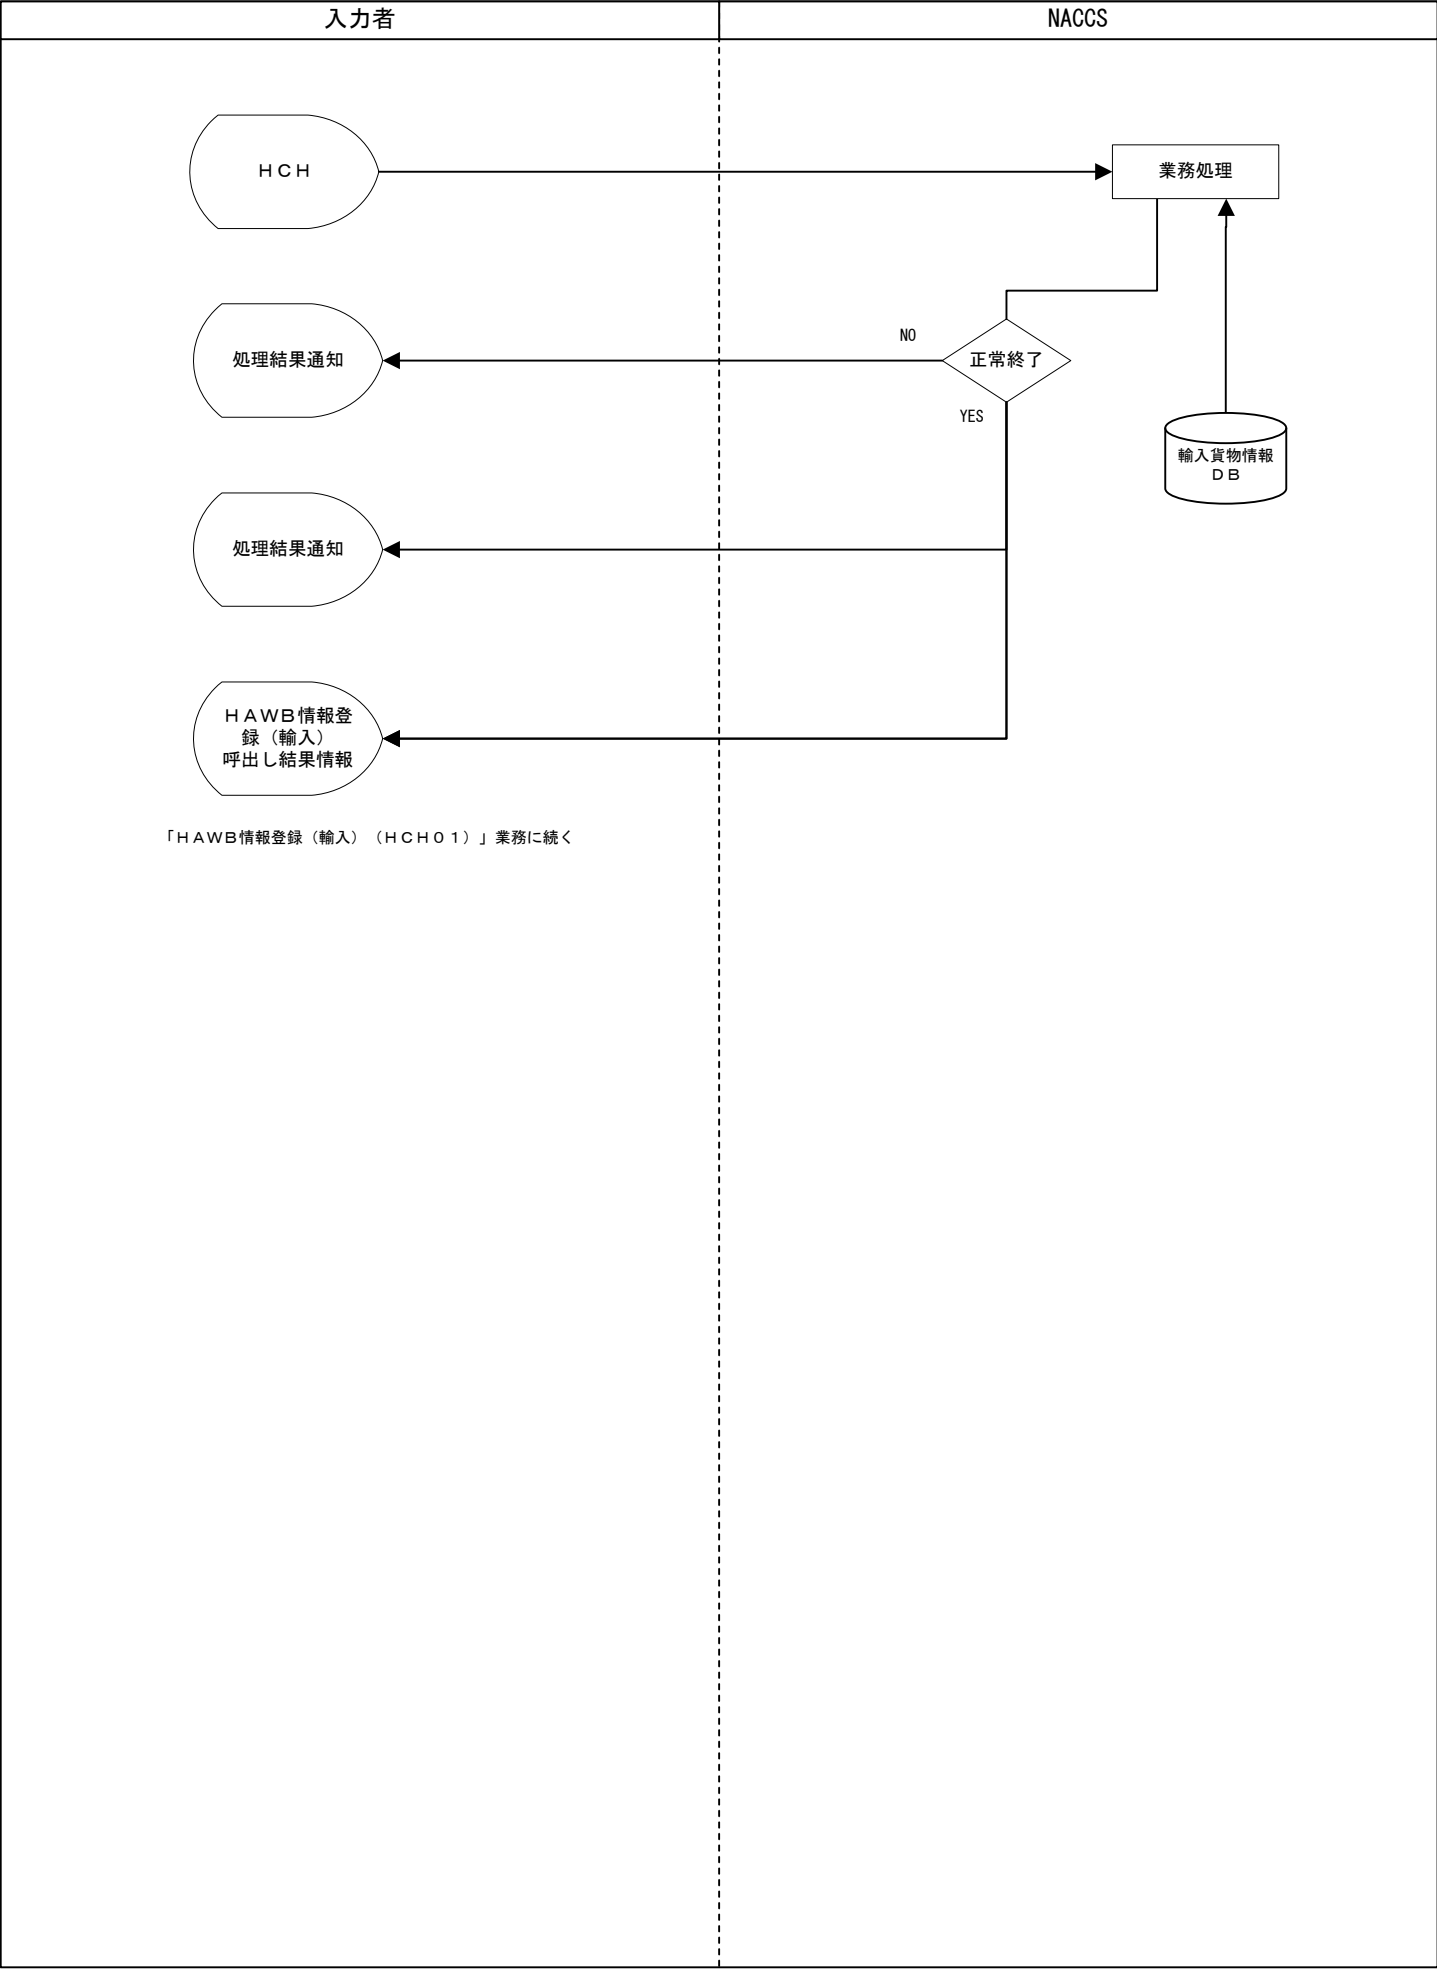 入力者
NACCS
ＨＣＨ
業務処理
NO
処理結果通知
正常終了
YES
輸入貨物情報
ＤＢ
処理結果通知
ＨＡＷＢ情報登
録（輸入）
呼出し結果情報
「ＨＡＷＢ情報登録（輸入）（ＨＣＨ０１）」業務に続く